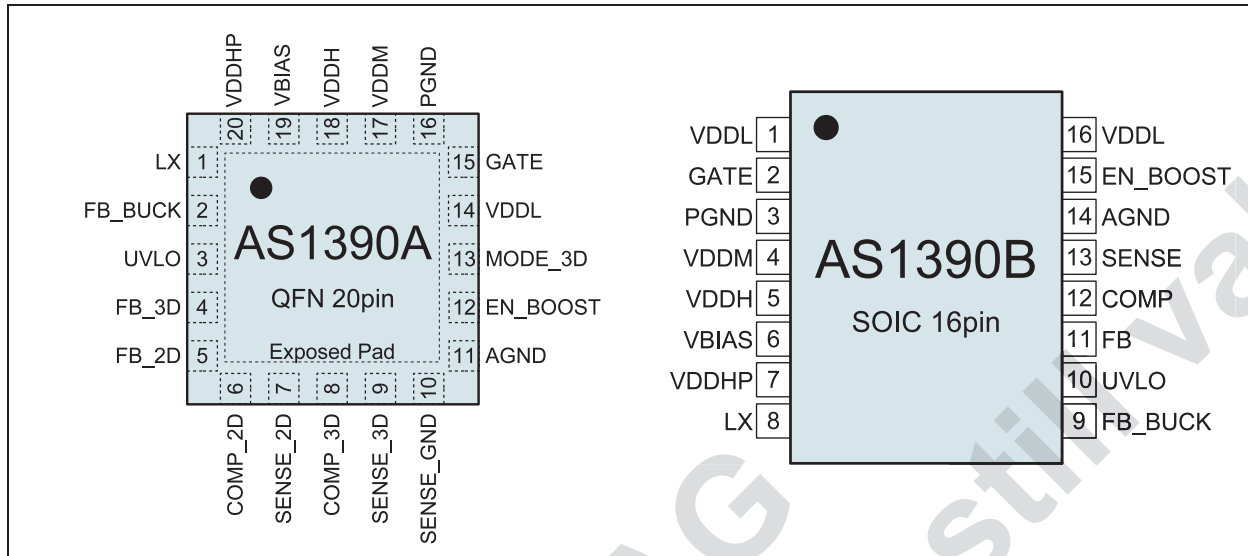 VDDHP
VBIAS
VDDH
VDDM
PGND
20
19
18
17
16
LX 1
FB_BUCK 2
UVLO 3
FB_3D 4
FB_2D 5
15 GATE
14 VDDL
13 MODE_3D
12 EN_BOOST
11 AGND
AS1390A
QFN 20pin
Exposed Pad
6
7
8
9
10
COMP_2D
SENSE_2D
COMP_3D
SENSE_3D
SENSE_GND
VDDL 1
GATE 2
PGND 3
VDDM 4
VDDH 5
VBIAS 6
VDDHP 7
LX 8
AS1390B
SOIC 16pin
16 VDDL
15 EN_BOOST
14 AGND
13 SENSE
12 COMP
11 FB
10 UVLO
9 FB_BUCK
AG
still